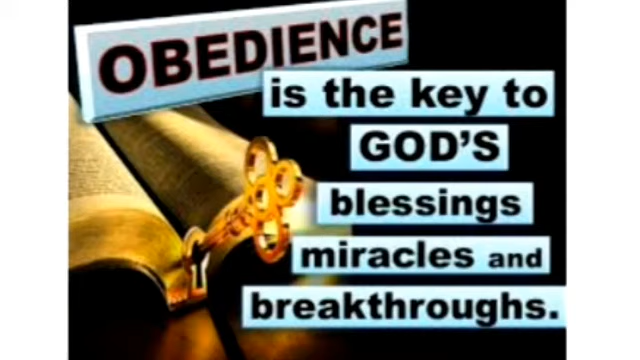 OBEDIENCE
is the key to
GOD'S
blessings
miracles and
breakthroughs.